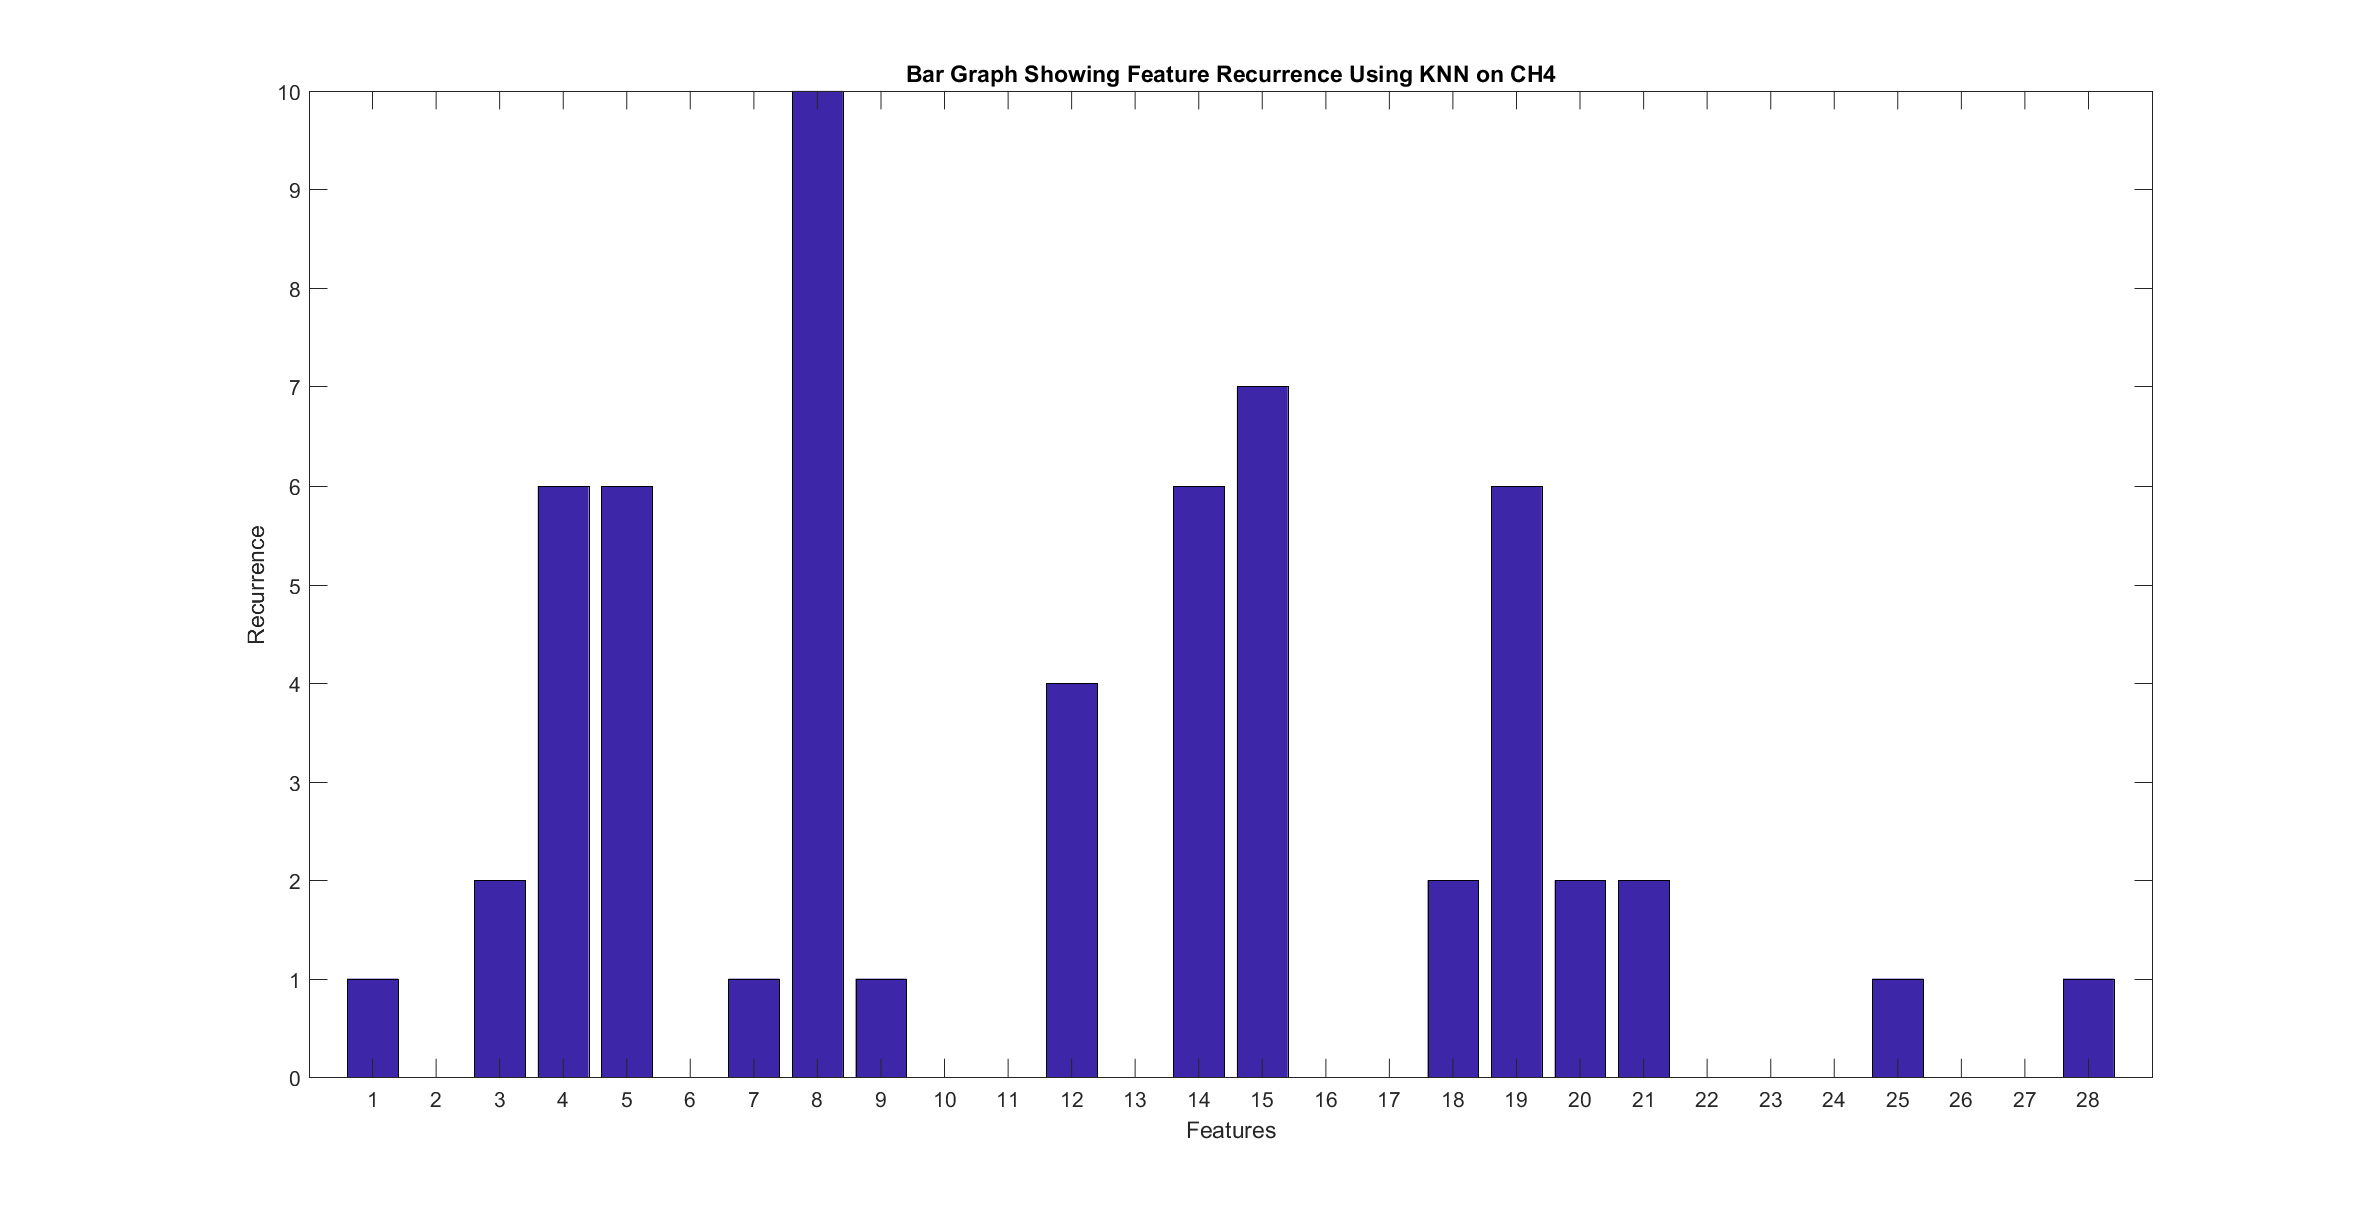 Bar Graph Showing Feature Recurrence Using KNN on CH4
10
9
8
7
6
5
4
3
2
1
0
Recurrence
1 2 3 4 5 6 7 8 9 10 11 12 13 14 15 16 17 18 19 20 21 22 23 24 25 26 27 28
Features